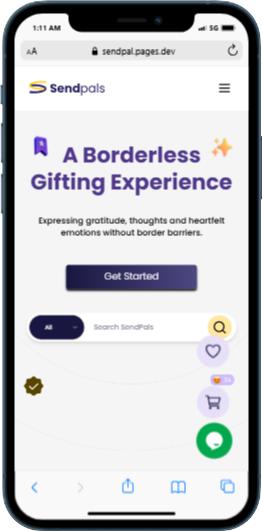 1:11 AM
5G
AA
sendpal.pages.dev
Sendpals
A Borderless
Gifting Experience
Expressing gratitude, thoughts and heartfelt
emotions without border barriers.
Get Started
All
Search SendPals